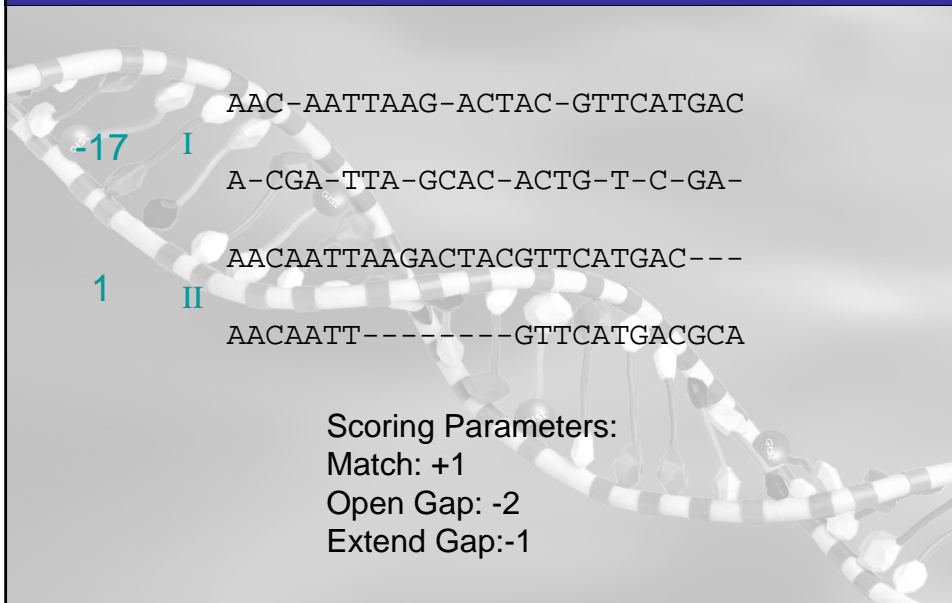 AAC-AATTAAG-ACTAC-GTTCATGAC
-17 I
A-CGA-TTA-GCAC-ACTG-T-C-GA-
AACAATTAAGACTACGTTCATGAC---
1 II
AACAATT--------GTTCATGACGCA
Scoring Parameters:
Match: +1
Open Gap: -2
Extend Gap:-1